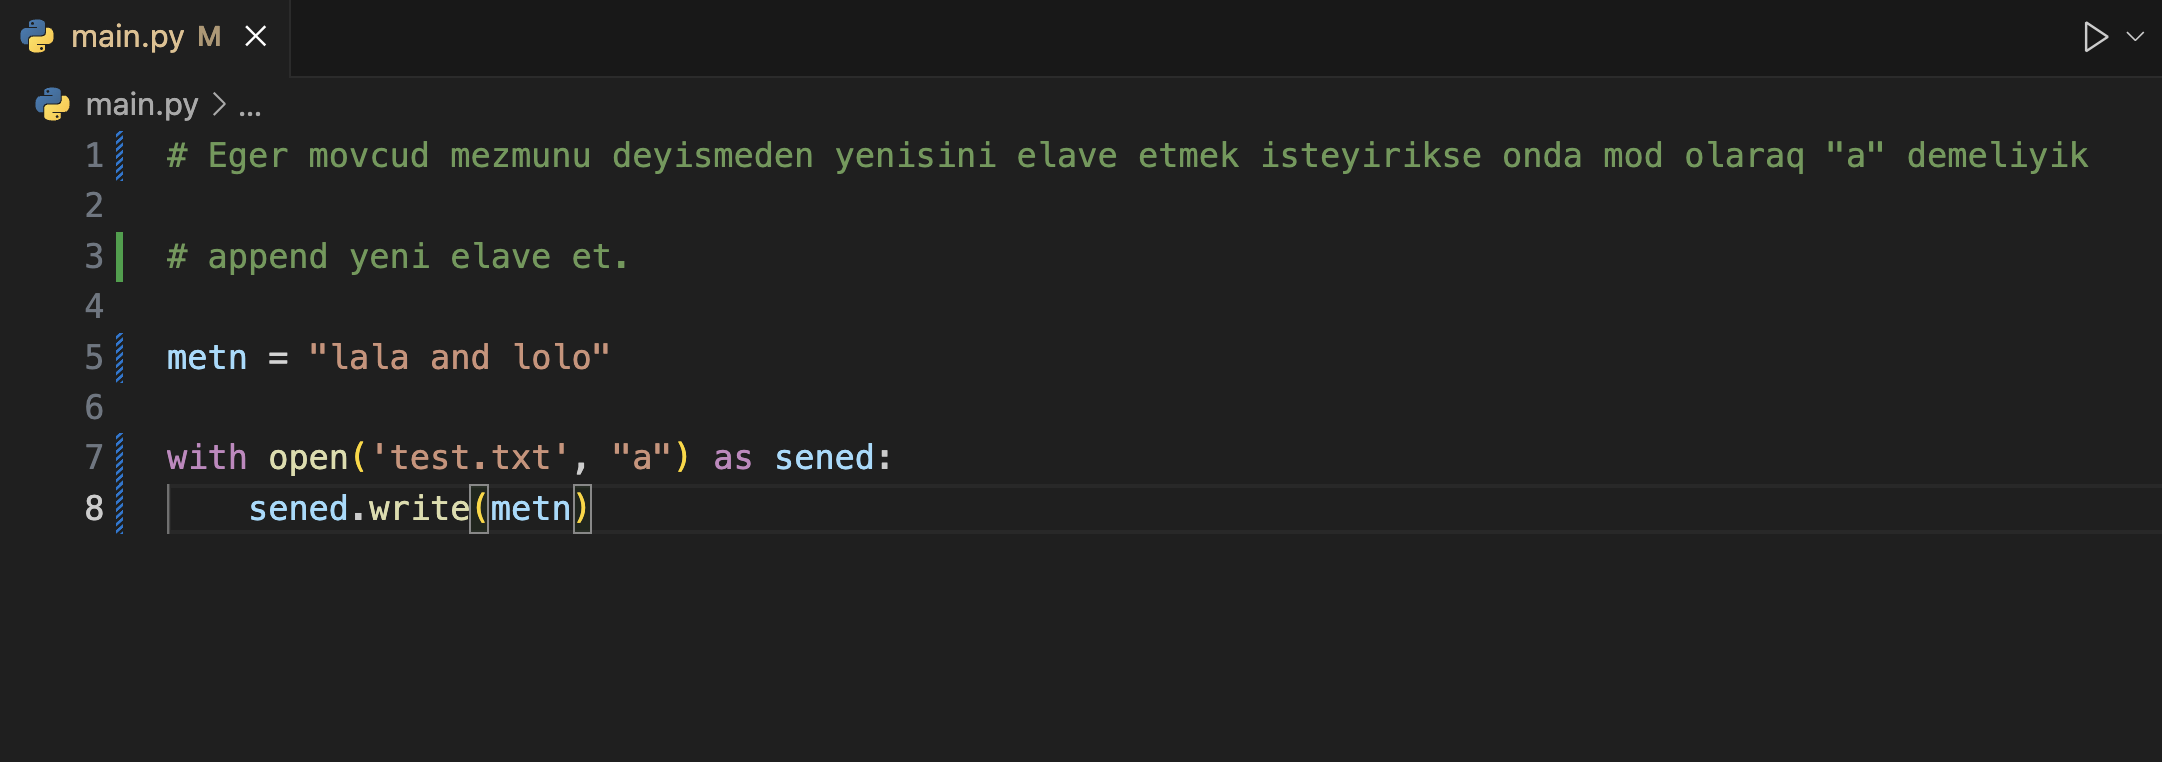 main.py M
main.py > ...
1 # Eger movcud mezmunu deyismeden yenisini elave etmek isteyirikse onda mod olaraq "a" demeliyik
2
3 # append yeni elave et.
4
5 metn = "lala and lolo"
6
7 with open('test.txt', "a") as sened:
8     sened.write(metn)